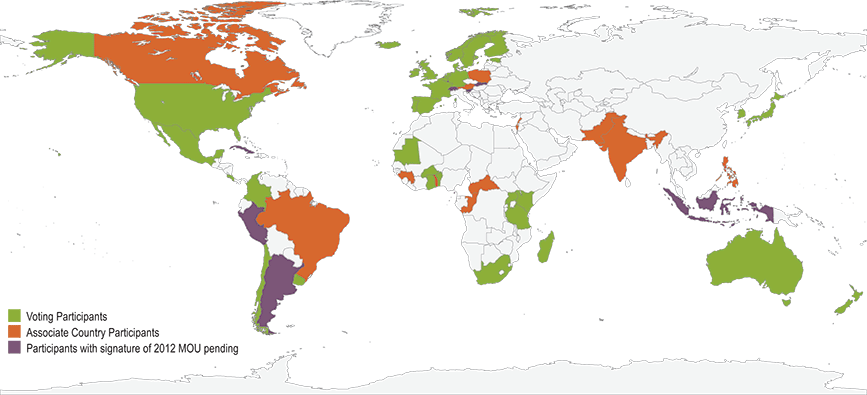 Voting Participants
Associate Country Participants
Participants with signature of 2012 MOU pending